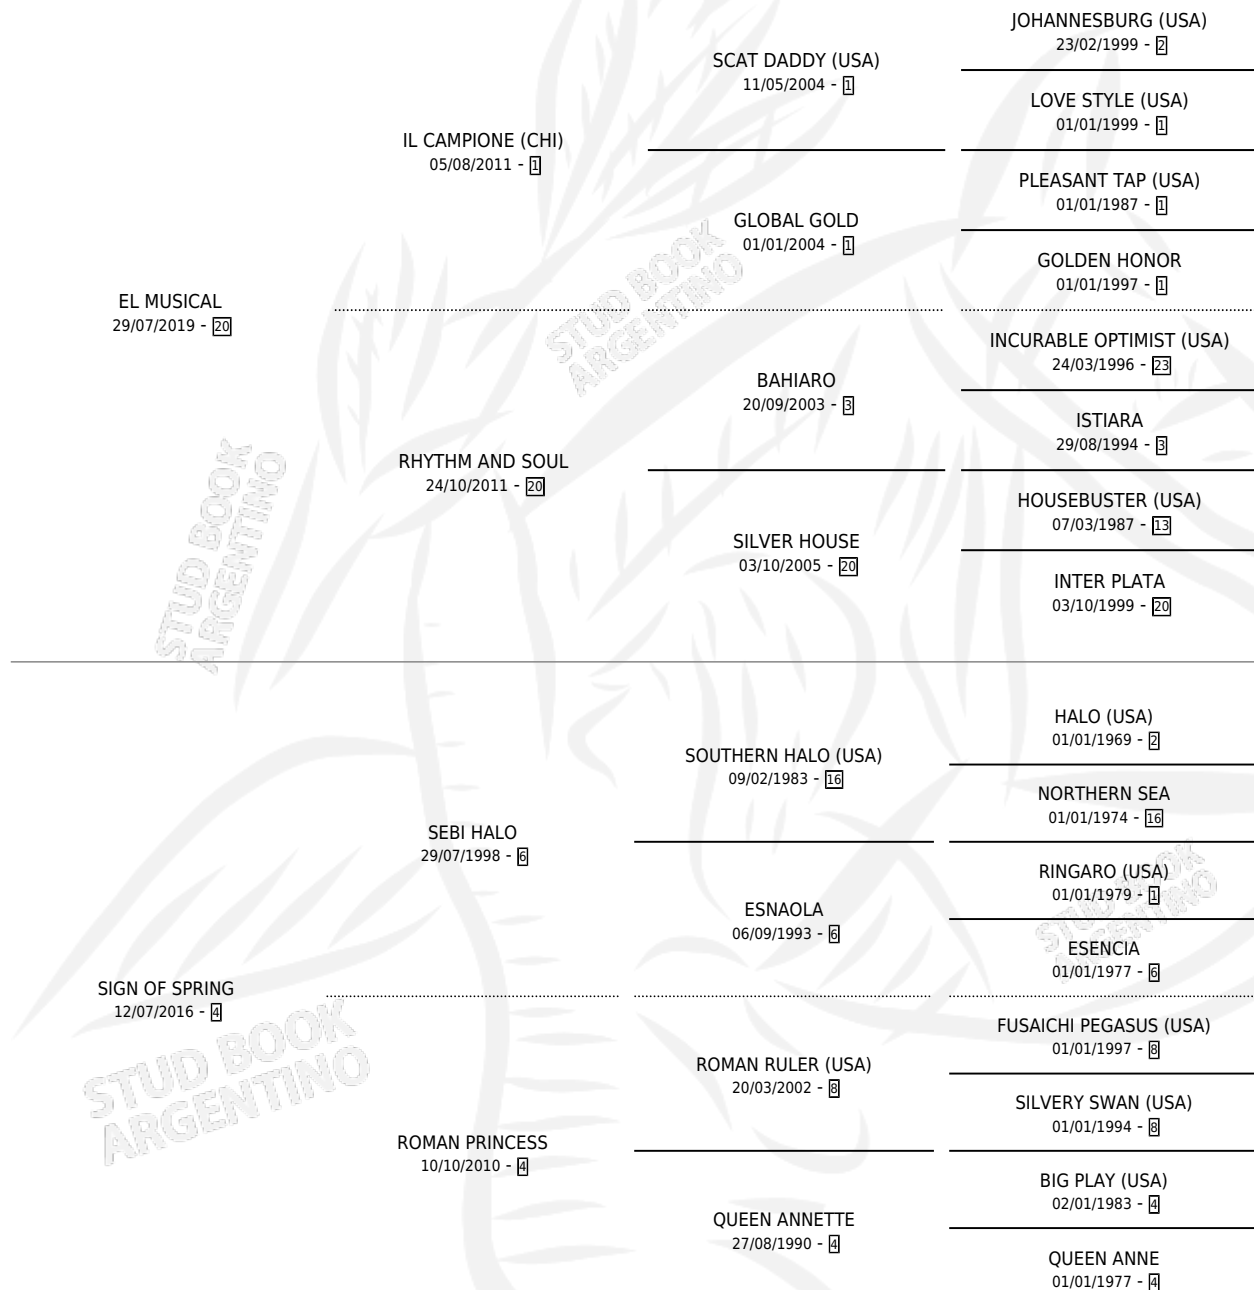 JOHANNESBURG (USA)
23/02/1999 - 2
SCAT DADDY (USA)
11/05/2004 - 1
LOVE STYLE (USA)
01/01/1999 - 1
IL CAMPIONE (CHI)
05/08/2011 - 1
PLEASANT TAP (USA)
01/01/1987 - 1
GLOBAL GOLD
01/01/2004 - 1
GOLDEN HONOR
01/01/1997 - 1
EL MUSICAL
29/07/2019 - 20
INCURABLE OPTIMIST (USA)
24/03/1996 - 23
BAHIARO
20/09/2003 - 3
ISTIARA
29/08/1994 - 3
RHYTHM AND SOUL
24/10/2011 - 20
HOUSEBUSTER (USA)
07/03/1987 - 13
SILVER HOUSE
03/10/2005 - 20
INTER PLATA
03/10/1999 - 20
HALO (USA)
01/01/1969 - 2
SOUTHERN HALO (USA)
09/02/1983 - 16
NORTHERN SEA
01/01/1974 - 16
SEBI HALO
29/07/1998 - 6
RINGARO (USA)
01/01/1979 - 1
ESNAOLA
06/09/1993 - 6
ESENCIA
01/01/1977 - 6
SIGN OF SPRING
12/07/2016 - 4
FUSAICHI PEGASUS (USA)
01/01/1997 - 8
ROMAN RULER (USA)
20/03/2002 - 8
SILVERY SWAN (USA)
01/01/1994 - 8
ROMAN PRINCESS
10/10/2010 - 4
BIG PLAY (USA)
02/01/1983 - 4
QUEEN ANNETTE
27/08/1990 - 4
QUEEN ANNE
01/01/1977 - 4
STUD BOOK
ARGENTINO
STUD BOOK
ARGENTINO
STUD BOOK
ARGENTINO
STUD BOOK
ARGENTINO